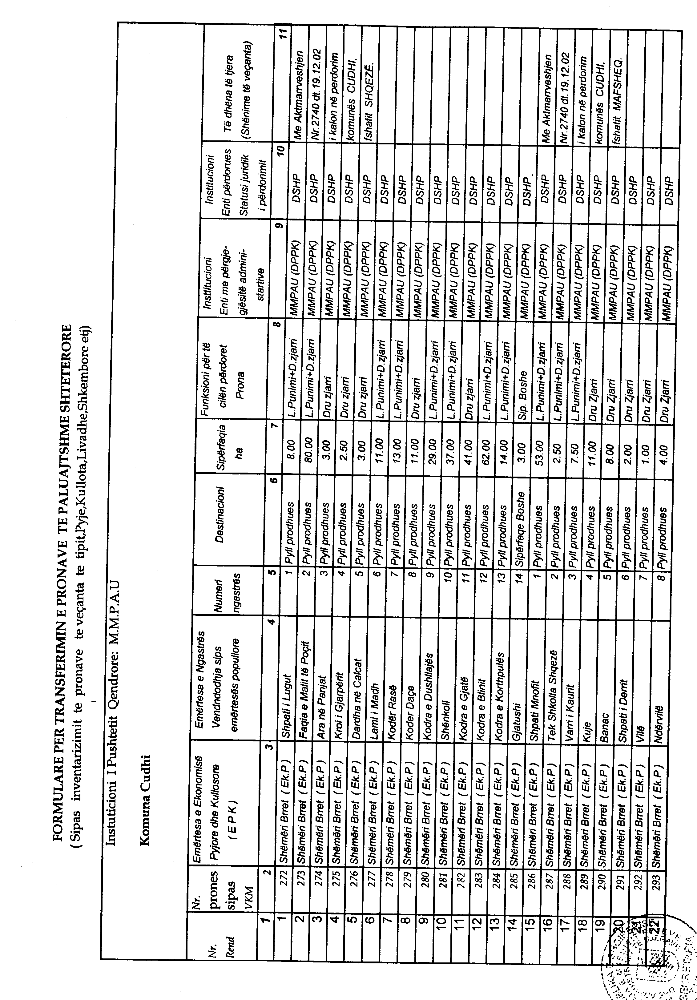 FORMULARE PER TRANSFERIMIN E PRONAVE TE PALUAJTSHME SHTETERORE
( Sipas inventarizimit te pronave te veçanta te tipit,Pyje,Kullota,Livadhe,Shkembore etj)
Instuticioni I Pushtetit Qendrore: M.M.P.A.U
Komuna Cudhi
Nr. Rend | Nr. prones sipas VKM | Emërtesa e Ekonomisë Pyjore dhe Kullosore ( E P K ) | Emërtesa e Ngastrës Vendndodhja sips emërtesës popullore | Numeri ngastrës | Destinacioni | Sipërfaqia ha | Funksioni për të cilën përdoret Prona | Instituicioni Enti me përgje-gjësitë admini-startive | Institucioni Enti përdorues Statusi juridik i përdorimit | Të dhëna të tjera (Shënime të veçanta)
1 | 2 | 3 | 4 | 5 | 6 | 7 | 8 | 9 | 10 | 11
1 | 272 | Shëmëri Brret ( Ek.P ) | Shpati i Lugut | 1 | Pyll prodhues | 8.00 | L.Punimi+D.zjarri | MMPAU (DPPK) | DSHP | Me Aktmarrveshjen
2 | 273 | Shëmëri Brret ( Ek.P ) | Faqia e Malit të Poçit | 2 | Pyll prodhues | 80.00 | L.Punimi+D.zjarri | MMPAU (DPPK) | DSHP | Nr.2740 dt.19.12.02
3 | 274 | Shëmëri Brret ( Ek.P ) | Ara në Panjat | 3 | Pyll prodhues | 3.00 | Dru zjarri | MMPAU (DPPK) | DSHP | i kalon në perdorim
4 | 275 | Shëmëri Brret ( Ek.P ) | Kroi i Gjarpërit | 4 | Pyll prodhues | 2.50 | Dru zjarri | MMPAU (DPPK) | DSHP | komunës CUDHI,
5 | 276 | Shëmëri Brret ( Ek.P ) | Dardha në Calcat | 5 | Pyll prodhues | 3.00 | Dru zjarri | MMPAU (DPPK) | DSHP | fshatit SHQEZË.
6 | 277 | Shëmëri Brret ( Ek.P ) | Lami i Madh | 6 | Pyll prodhues | 11.00 | L.Punimi+D.zjarri | MMPAU (DPPK) | DSHP
7 | 278 | Shëmëri Brret ( Ek.P ) | Kodër Rasë | 7 | Pyll prodhues | 13.00 | L.Punimi+D.zjarri | MMPAU (DPPK) | DSHP
8 | 279 | Shëmëri Brret ( Ek.P ) | Koder Daçe | 8 | Pyll prodhues | 11.00 | Dru zjarri | MMPAU (DPPK) | DSHP
9 | 280 | Shëmëri Brret ( Ek.P ) | Kodra e Dushllajës | 9 | Pyll prodhues | 29.00 | L.Punimi+D.zjarri | MMPAU (DPPK) | DSHP
10 | 281 | Shëmëri Brret ( Ek.P ) | Shënkoll | 10 | Pyll prodhues | 37.00 | L.Punimi+D.zjarri | MMPAU (DPPK) | DSHP
11 | 282 | Shëmëri Brret ( Ek.P ) | Kodra e Gjatë | 11 | Pyll prodhues | 41.00 | Dru zjarri | MMPAU (DPPK) | DSHP
12 | 283 | Shëmëri Brret ( Ek.P ) | Kodra e Blinit | 12 | Pyll prodhues | 62.00 | L.Punimi+D.zjarri | MMPAU (DPPK) | DSHP
13 | 284 | Shëmëri Brret ( Ek.P ) | Kodra e Korthpulës | 13 | Pyll prodhues | 14.00 | L.Punimi+D.zjarri | MMPAU (DPPK) | DSHP
14 | 285 | Shëmëri Brret ( Ek.P ) | Gjatushi | 14 | Sipërfaqe Boshe | 3.00 | Sip. Boshe | MMPAU (DPPK) | DSHP
15 | 286 | Shëmëri Brret ( Ek.P ) | Shpati Mnofit | 1 | Pyll prodhues | 53.00 | L.Punimi+D.zjarri | MMPAU (DPPK) | DSHP | Me Aktmarrveshjen
16 | 287 | Shëmëri Brret ( Ek.P ) | Tek Shkolla Shqezë | 2 | Pyll prodhues | 2.50 | L.Punimi+D.zjarri | MMPAU (DPPK) | DSHP | Nr.2740 dt.19.12.02
17 | 288 | Shëmëri Brret ( Ek.P ) | Varri i Kaurit | 3 | Pyll prodhues | 7.50 | L.Punimi+D.zjarri | MMPAU (DPPK) | DSHP | i kalon në perdorim
18 | 289 | Shëmëri Brret ( Ek.P ) | Kuje | 4 | Pyll prodhues | 11.00 | Dru Zjarri | MMPAU (DPPK) | DSHP | komunës CUDHI,
19 | 290 | Shëmëri Brret ( Ek.P ) | Banac | 5 | Pyll prodhues | 8.00 | Dru Zjarri | MMPAU (DPPK) | DSHP | fshatit MAFSHEQ.
20 | 291 | Shëmëri Brret ( Ek.P ) | Shpati i Derrit | 6 | Pyll prodhues | 2.00 | Dru Zjarri | MMPAU (DPPK) | DSHP
21 | 292 | Shëmëri Brret ( Ek.P ) | Vilë | 7 | Pyll prodhues | 1.00 | Dru Zjarri | MMPAU (DPPK) | DSHP
22 | 293 | Shëmëri Brret ( Ek.P ) | Ndërvilë | 8 | Pyll prodhues | 4.00 | Dru Zjarri | MMPAU (DPPK) | DSHP